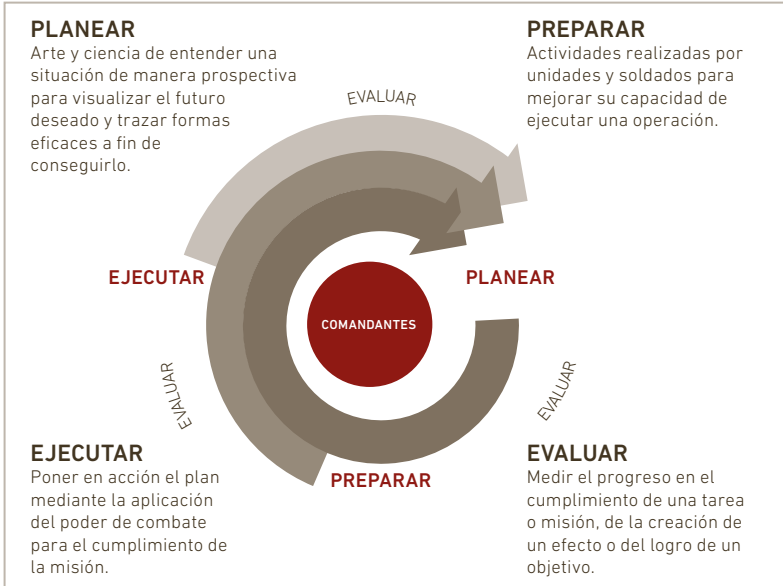 PLANEAR
Arte y ciencia de entender una
situación de manera prospectiva
para visualizar el futuro
deseado y trazar formas
eficaces a fin de
conseguirlo.
PREPARAR
Actividades realizadas por
unidades y soldados para
mejorar su capacidad de
ejecutar una operación.
EVALUAR
EJECUTAR
PLANEAR
COMANDANTES
EVALUAR
EVALUAR
PREPARAR
EJECUTAR
Poner en acción el plan
mediante la aplicación
del poder de combate
para el cumplimiento de
la misión.
EVALUAR
Medir el progreso en el
cumplimiento de una tarea
o misión, de la creación de
un efecto o del logro de un
objetivo.